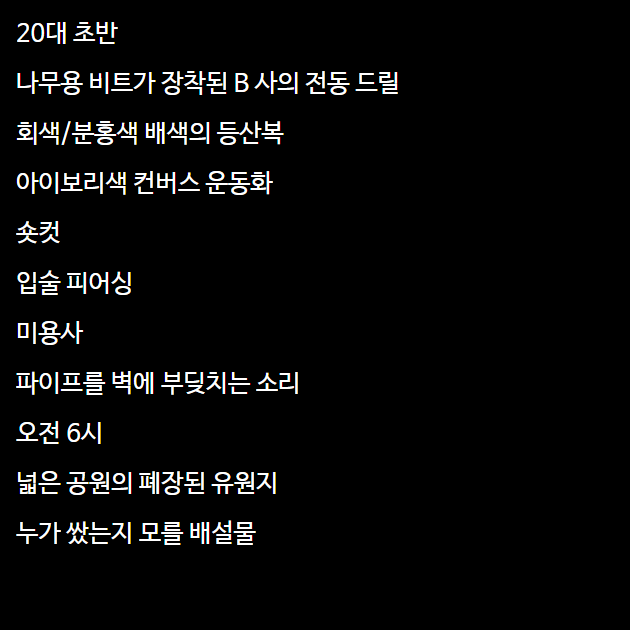 20대 초반
나무용 비트가 장착된 B 사의 전동 드릴
회색/분홍색 배색의 등산복
아이보리색 컨버스 운동화
숏컷
입술 피어싱
미용사
파이프를 벽에 부딪치는 소리
오전 6시
넓은 공원의 폐장된 유원지
누가 쌌는지 모를 배설물